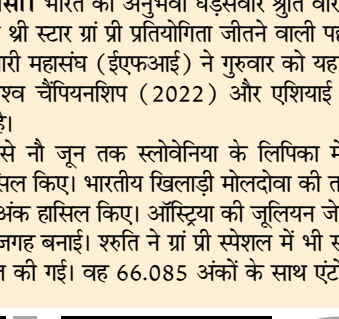 भारत की अनुभवी घुड़सवार श्रुति
थ्री स्टार ग्रां प्री प्रतियोगिता जीतने वाली
महासंघ (ईएफआई) ने गुरुवार को यह
चैंपियनशिप (2022) और एशियाई
है।
से नौ जून तक स्लोवेनिया के लिपिका
किए। भारतीय खिलाड़ी मोलदोवा की
अंक हासिल किए। ऑस्ट्रिया की जूलियन
जगह बनाई। श्रुति ने ग्रां प्री स्पेशल में भी
की गई। वह 66.085 अंकों के साथ